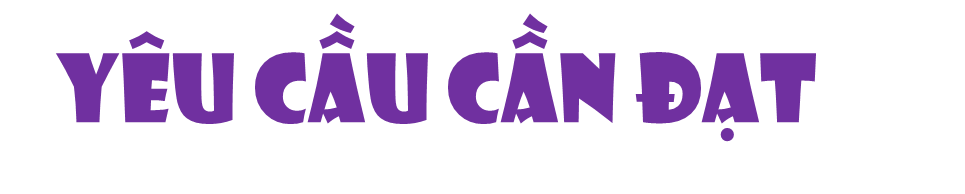 YÊU CẦU CẦN ĐẠT